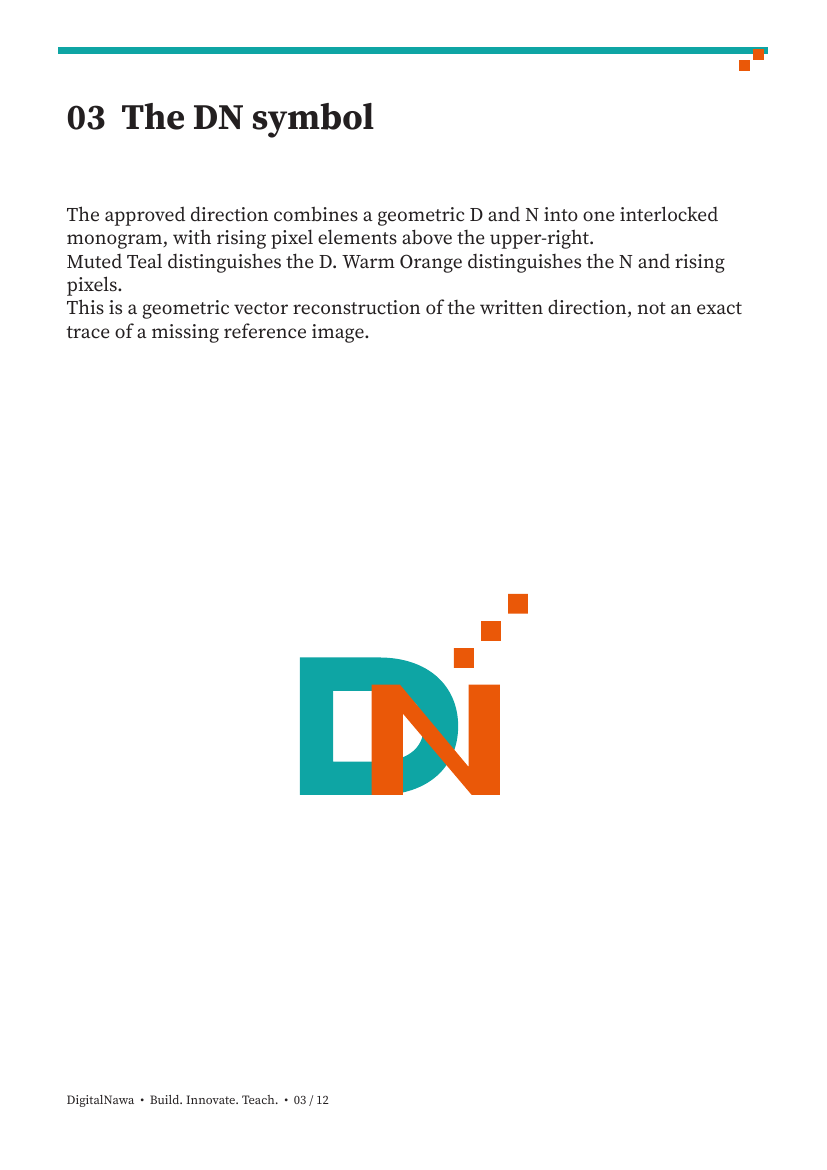 03 The DN symbol
The approved direction combines a geometric D and N into one interlocked
monogram, with rising pixel elements above the upper-right.
Muted Teal distinguishes the D. Warm Orange distinguishes the N and rising
pixels.
This is a geometric vector reconstruction of the written direction, not an exact
trace of a missing reference image.
DN
DigitalNawa • Build. Innovate. Teach. • 03 / 12